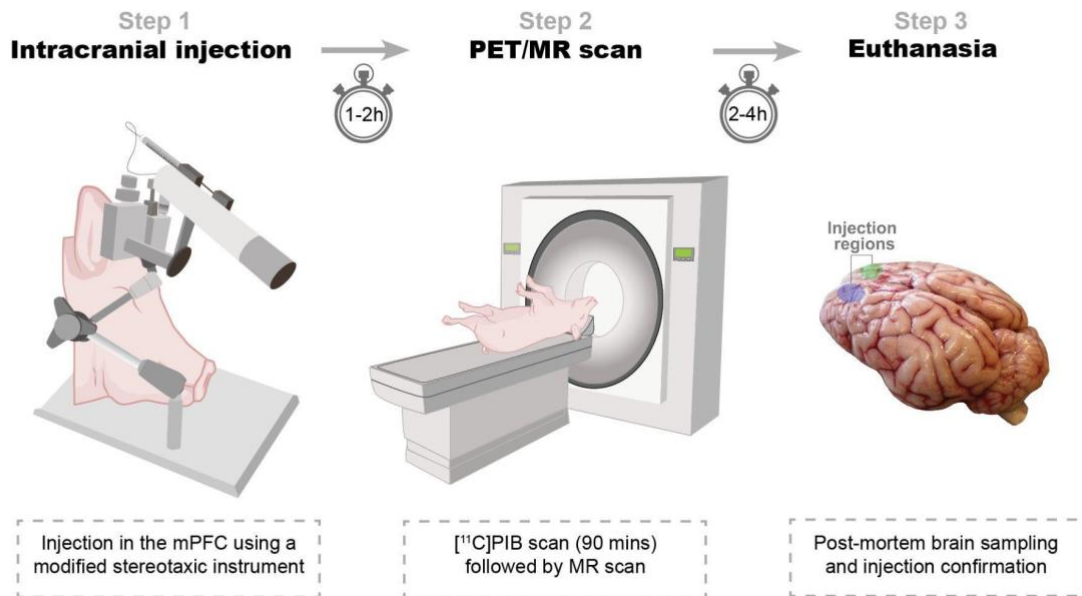 Step 1
Intracranial injection
1-2h
Step 2
PET/MR scan
2-4h
Step 3
Euthanasia
Injection
regions
Injection in the mPFC using a
modified stereotaxic instrument
[¹¹C]PIB scan (90 mins)
followed by MR scan
Post-mortem brain sampling
and injection confirmation